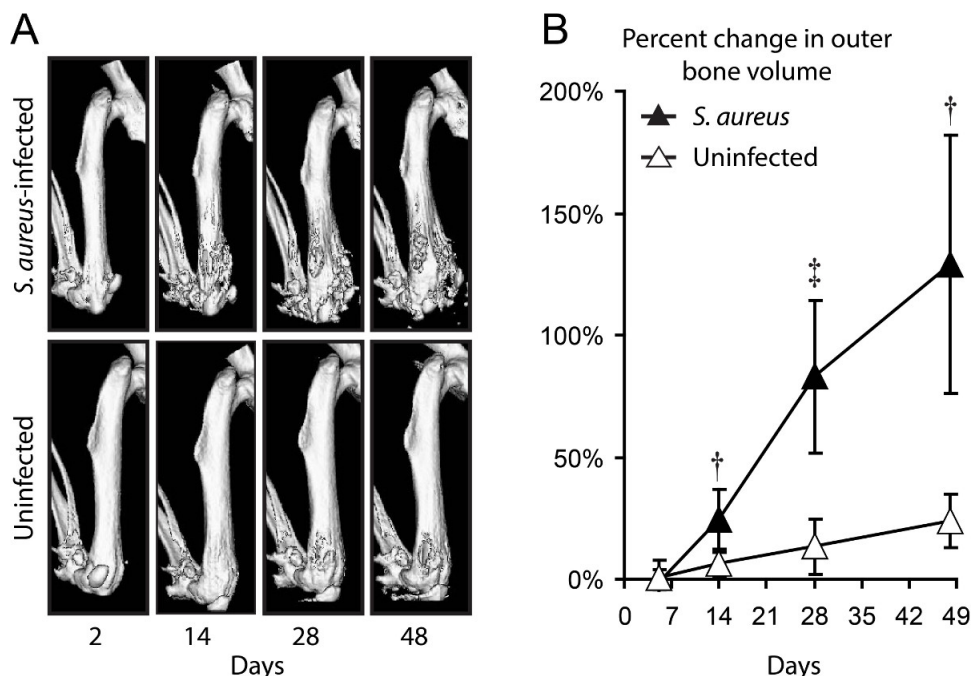 A
S. aureus-infected
Uninfected
2 14 28 48
Days
B
Percent change in outer
bone volume
200%
150%
100%
50%
0%
S. aureus
Uninfected
†
‡
†
0 7 14 21 28 35 42 49
Days